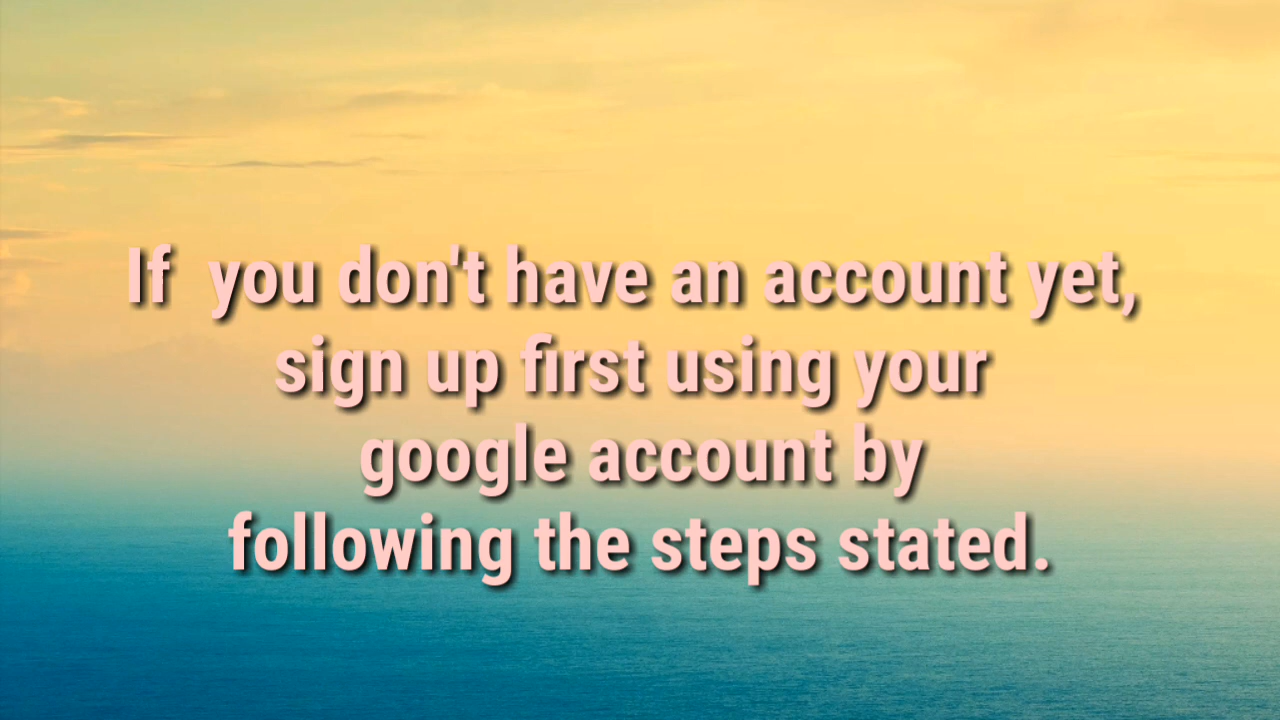 If  you don't have an account yet,
sign up first using your
google account by
following the steps stated.